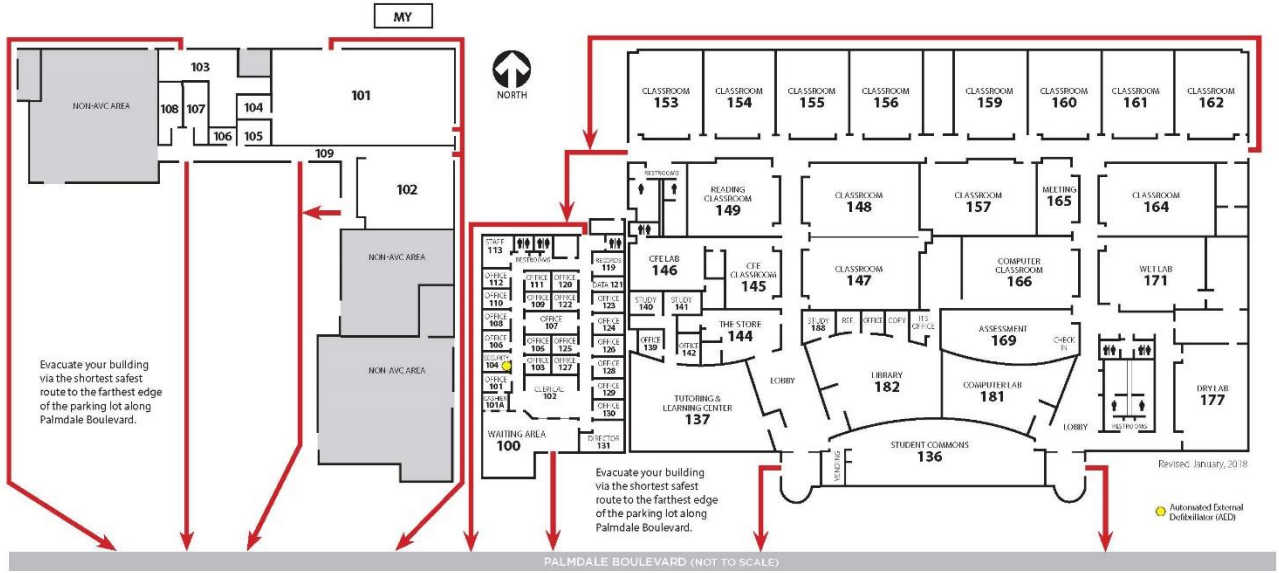 MY
NORTH
103
NON-AVC AREA
108
107
104
106
105
101
109
102
NON-AVC AREA
NON-AVC AREA
Evacuate your building
via the shortest safest
route to the farthest edge
of the parking lot along
Palmdale Boulevard.
CLASSROOM
153
CLASSROOM
154
CLASSROOM
155
CLASSROOM
156
CLASSROOM
159
CLASSROOM
160
CLASSROOM
161
CLASSROOM
162
RESTROOMS
READING
CLASSROOM
149
CLASSROOM
148
CLASSROOM
157
MEETING
165
CLASSROOM
164
STAFF
113
RESTROOMS
RECORDS
119
DATA 121
OFFICE
112
OFFICE
111
OFFICE
120
OFFICE
110
OFFICE
109
OFFICE
122
OFFICE
123
OFFICE
108
OFFICE
107
OFFICE
124
OFFICE
106
OFFICE
105
OFFICE
125
OFFICE
126
SECURITY
104
OFFICE
103
OFFICE
127
OFFICE
128
OFFICE
101
CLERICAL
102
OFFICE
129
CASHIER
101A
OFFICE
130
WAITING AREA
100
DIRECTOR
131
CFE LAB
146
CFE
CLASSROOM
145
CLASSROOM
147
COMPUTER
CLASSROOM
166
WET LAB
171
STUDY
140
STUDY
141
THE STORE
144
OFFICE
139
OFFICE
142
STUDY
188
REF.
OFFICE
COPY
ITS
OFFICE
ASSESSMENT
169
CHECK
IN
LOBBY
LIBRARY
182
COMPUTER LAB
181
LOBBY
RESTROOMS
DRY LAB
177
TUTORING &
LEARNING CENTER
137
STUDENT COMMONS
136
VENDING
Evacuate your building
via the shortest safest
route to the farthest edge
of the parking lot along
Palmdale Boulevard.
Revised January, 2018
Automated External
Defibrillator (AED)
PALMDALE BOULEVARD (NOT TO SCALE)